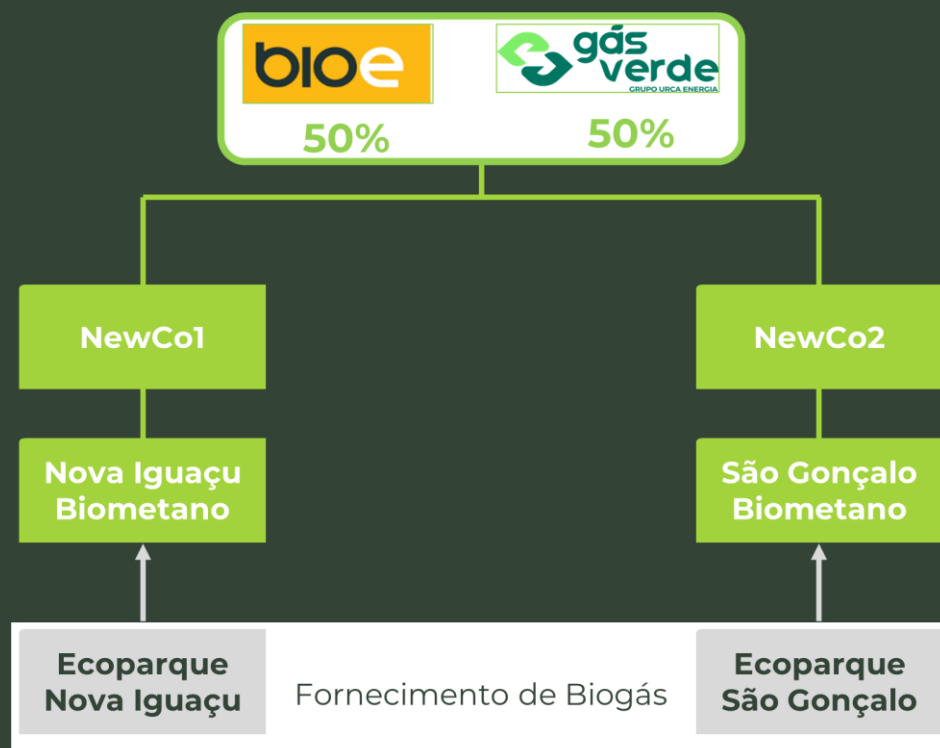 bioe
gás
verde
GRUPO URCA ENERGIA
50%
50%
NewCo1
NewCo2
Nova Iguaçu
Biometano
São Gonçalo
Biometano
Ecoparque
Nova Iguaçu
Fornecimento de Biogás
Ecoparque
São Gonçalo